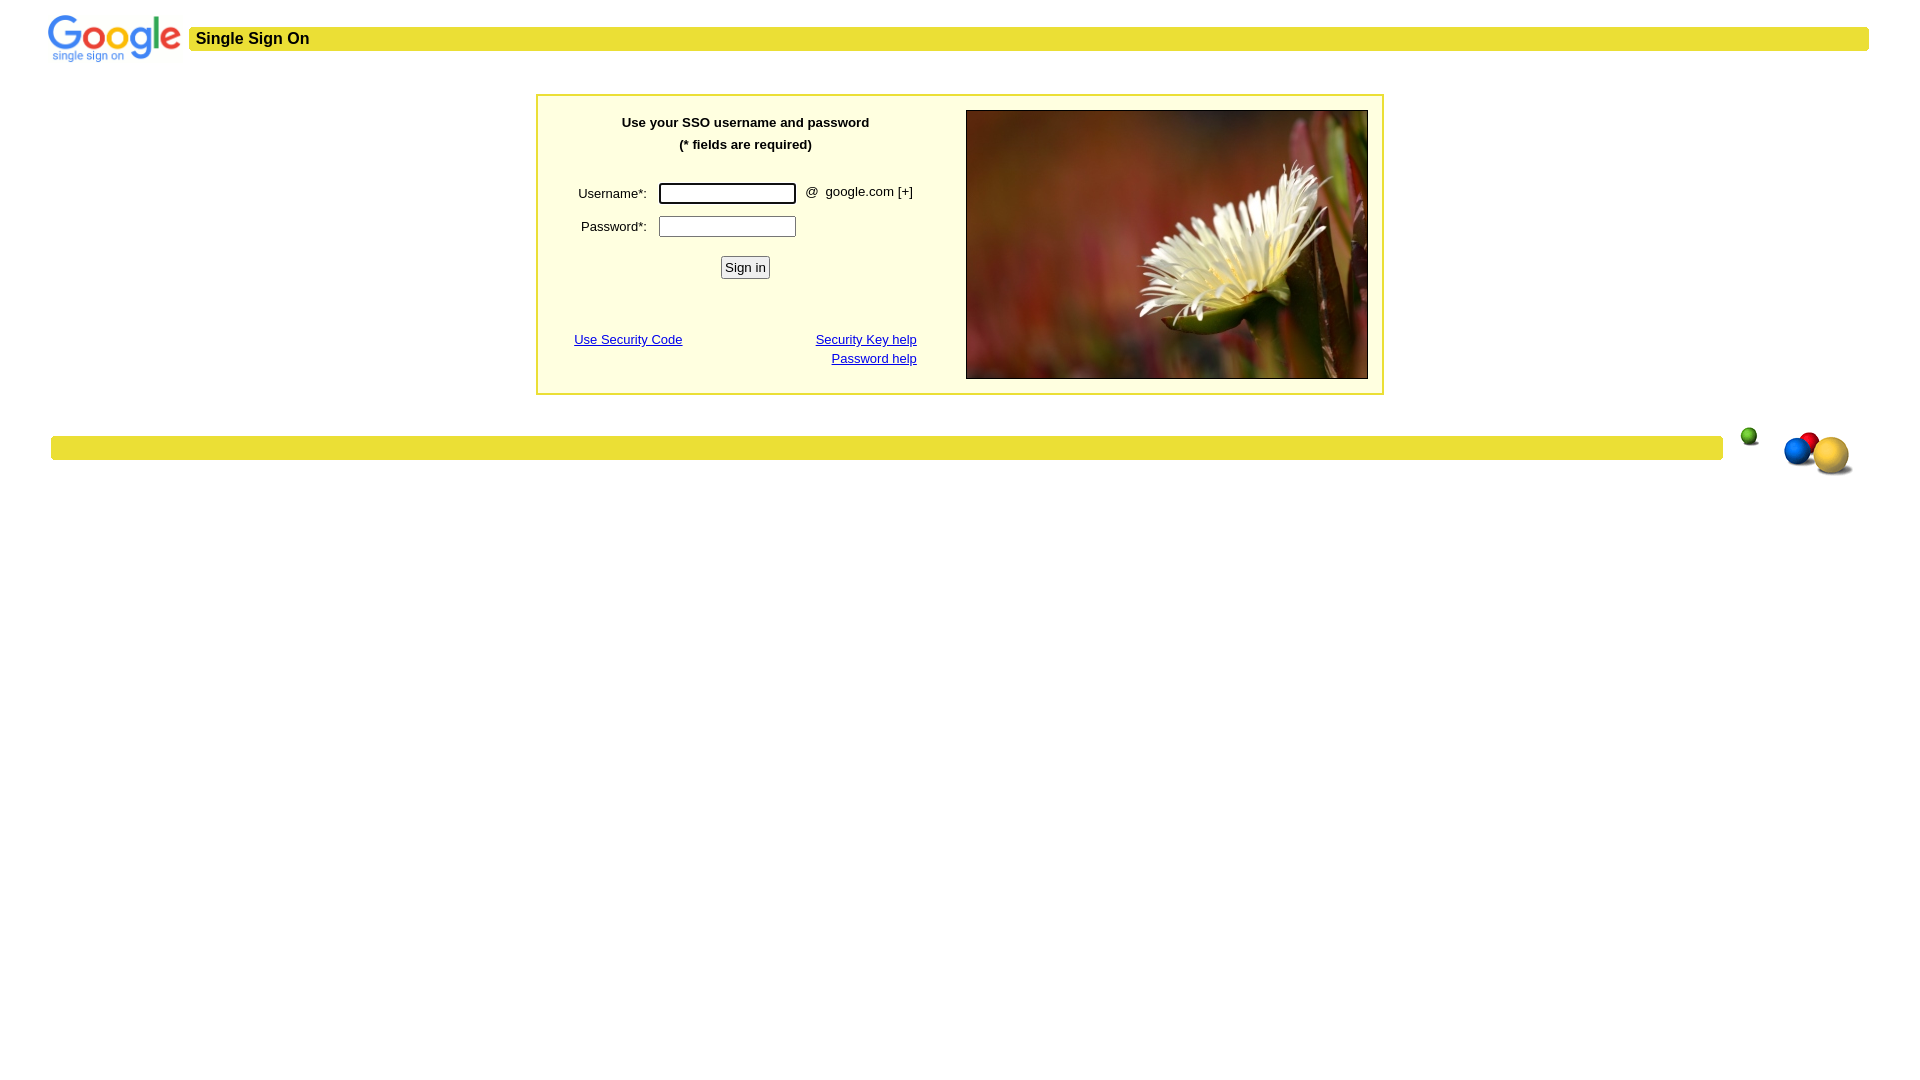 Google
single sign on
Single Sign On
Use your SSO username and password
(* fields are required)
Username*:
@ google.com [+]
Password*:
Sign in
Use Security Code
Security Key help
Password help